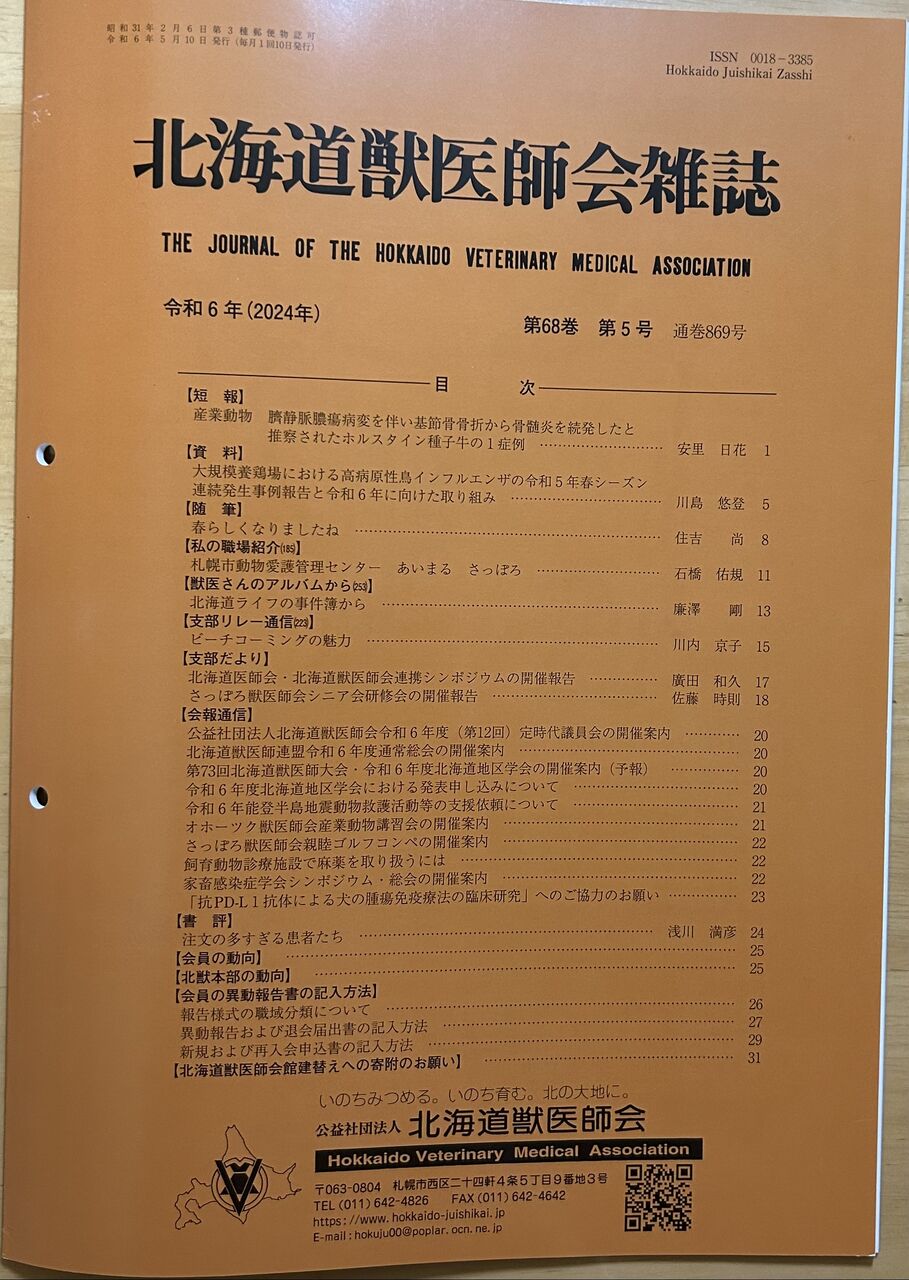 昭和31年2月6日第3種郵便物認可
令和6年5月10日発行(毎月1回10日発行)
ISSN 0018-3385
Hokkaido Juishikai Zasshi
北海道獣医師会雑誌
THE JOURNAL OF THE HOKKAIDO VETERINARY MEDICAL ASSOCIATION
令和6年(2024年)
第68巻 第5号 通巻869号
目 次
【短 報】
産業動物 臍静脈膿瘍病変を伴い基節骨骨折から骨髄炎を続発したと
推察されたホルスタイン種子牛の1症例 …… 安里 日花 1
【資 料】
大規模養鶏場における高病原性鳥インフルエンザの令和5年春シーズン
連続発生事例報告と令和6年に向けた取り組み …… 川島 悠登 5
【随 筆】
春らしくなりましたね …… 住吉 尚 8
【私の職場紹介(185)】
札幌市動物愛護管理センター あいまる さっぽろ …… 石橋 佑規 11
【獣医さんのアルバムから(253)】
北海道ライフの事件簿から …… 廉澤 剛 13
【支部リレー通信(223)】
ビーチコーミングの魅力 …… 川内 京子 15
【支部だより】
北海道医師会・北海道獣医師会連携シンポジウムの開催報告 …… 廣田 和久 17
さっぽろ獣医師会シニア会研修会の開催報告 …… 佐藤 時則 18
【会報通信】
公益社団法人北海道獣医師会令和6年度(第12回)定時代議員会の開催案内 …… 20
北海道獣医師連盟令和6年度通常総会の開催案内 …… 20
第73回北海道獣医師大会・令和6年度北海道地区学会の開催案内(予報) …… 20
令和6年度北海道地区学会における発表申し込みについて …… 20
令和6年能登半島地震動物救護活動等の支援依頼について …… 21
オホーツク獣医師会産業動物講習会の開催案内 …… 21
さっぽろ獣医師会親睦ゴルフコンペの開催案内 …… 22
飼育動物診療施設で麻薬を取り扱うには …… 22
家畜感染症学会シンポジウム・総会の開催案内 …… 22
「抗PD-L1抗体による犬の腫瘍免疫療法の臨床研究」へのご協力のお願い …… 23
【書 評】
注文の多すぎる患者たち …… 浅川 満彦 24
【会員の動向】 …… 25
【北獣本部の動向】 …… 25
【会員の異動報告書の記入方法】
報告様式の職域分類について …… 26
異動報告および退会届出書の記入方法 …… 27
新規および再入会申込書の記入方法 …… 29
【北海道獣医師会館建替えへの寄附のお願い】 …… 31
いのちみつめる。いのち育む。北の大地に。
公益社団法人 北海道獣医師会
Hokkaido Veterinary Medical Association
〒063-0804 札幌市西区二十四軒4条5丁目9番地3号
TEL(011)642-4826 FAX(011)642-4642
https://www.hokkaido-juishikai.jp
E-mail:hokuju00@poplar.ocn.ne.jp